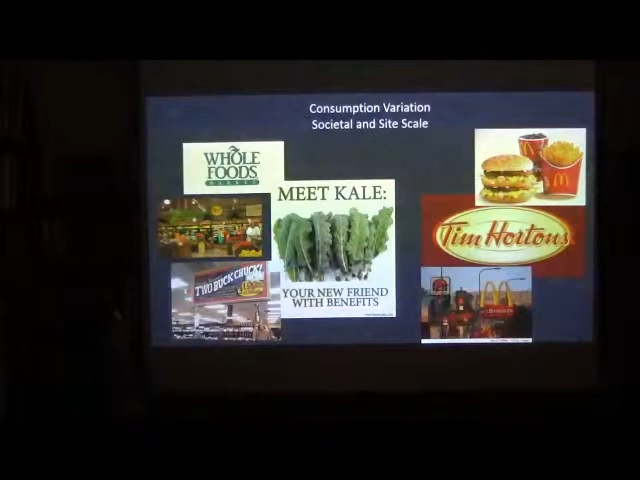 Consumption Variation
Societal and Site Scale
WHOLE
FOODS
MARKET
MEET KALE:
YOUR NEW FRIEND
WITH BENEFITS
TWO BUCK CHUCK!
Tim Hortons